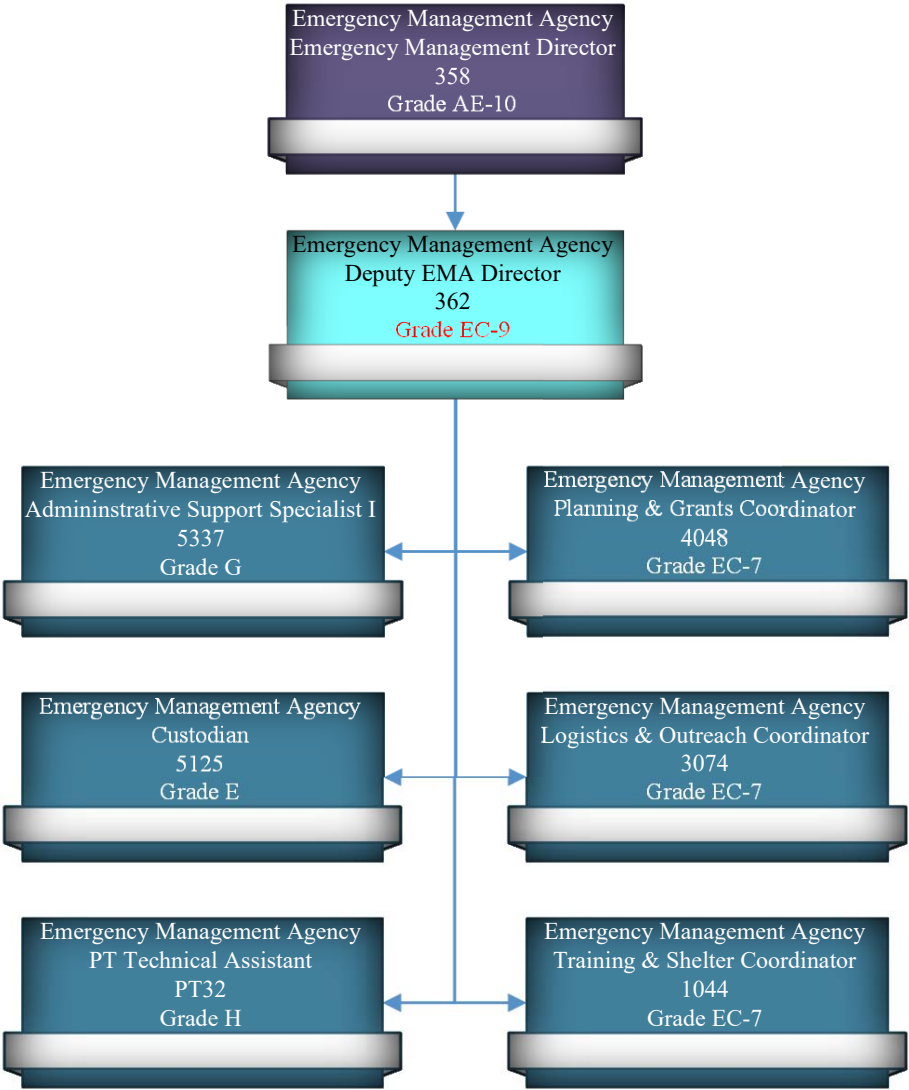 Emergency Management Agency
Emergency Management Director
358
Grade AE-10
Emergency Management Agency
Deputy EMA Director
362
Grade EC-9
Emergency Management Agency
Admininstrative Support Specialist I
5337
Grade G
Emergency Management Agency
Planning & Grants Coordinator
4048
Grade EC-7
Emergency Management Agency
Custodian
5125
Grade E
Emergency Management Agency
Logistics & Outreach Coordinator
3074
Grade EC-7
Emergency Management Agency
PT Technical Assistant
PT32
Grade H
Emergency Management Agency
Training & Shelter Coordinator
1044
Grade EC-7